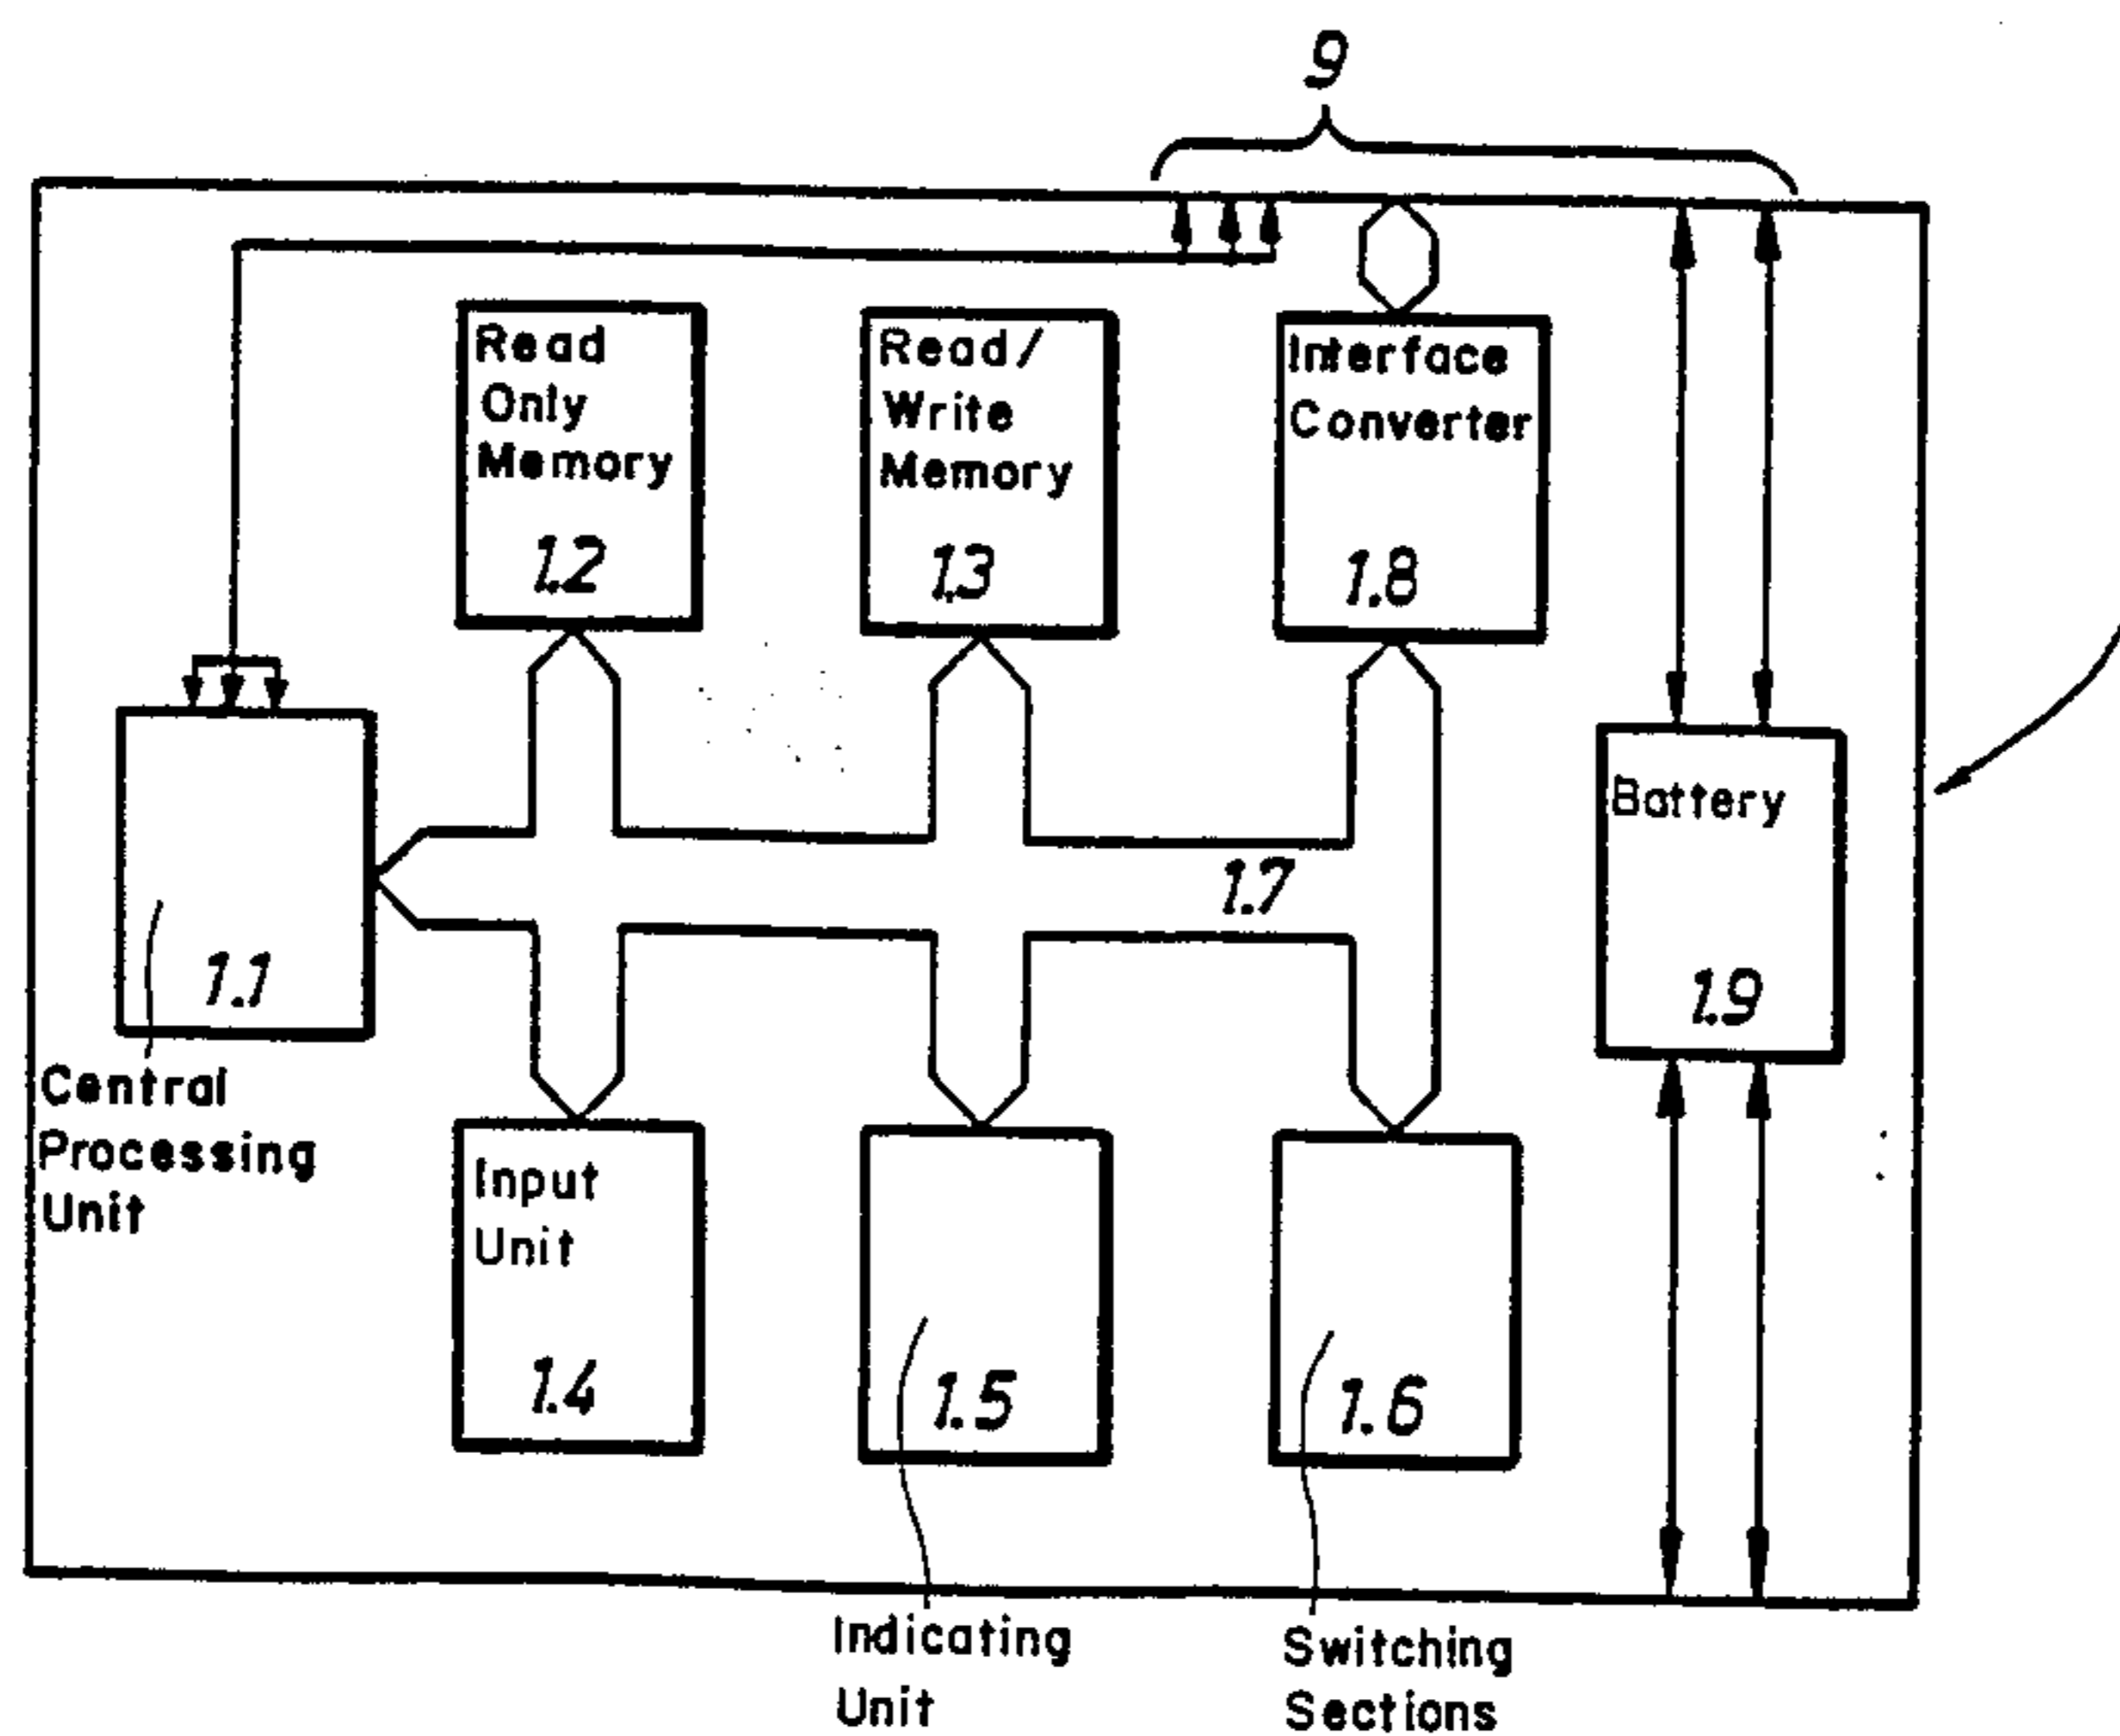 9
Read
Only
Memory
1.2
Read/
Write
Memory
1.3
Interface
Converter
1.8
Battery
1.9
1.7
1.1
Central
Processing
Unit
Input
Unit
1.4
1.5
1.6
Indicating
Unit
Switching
Sections